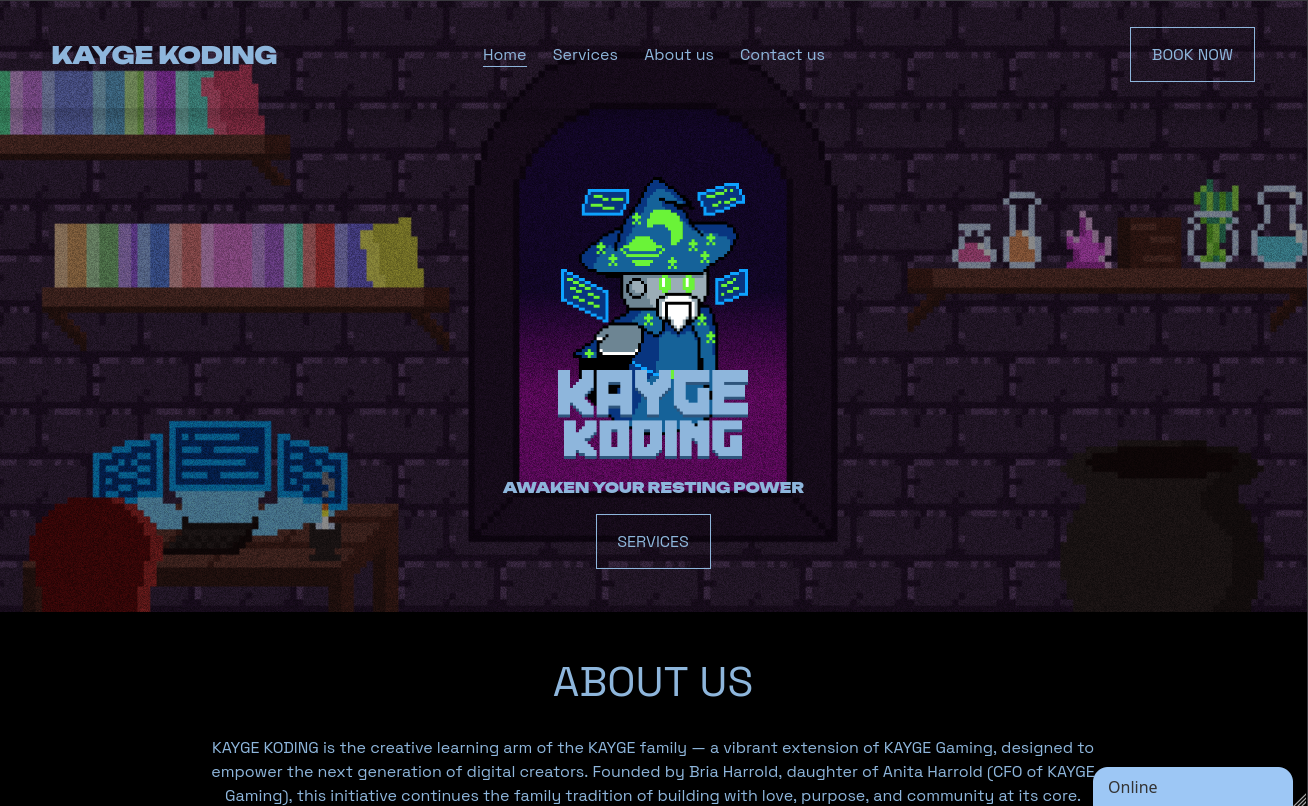 KAYGE KODING
Home Services About us Contact us
BOOK NOW
KAYGE
KODING
AWAKEN YOUR RESTING POWER
SERVICES
ABOUT US
KAYGE KODING is the creative learning arm of the KAYGE family — a vibrant extension of KAYGE Gaming, designed to
empower the next generation of digital creators. Founded by Bria Harrold, daughter of Anita Harrold (CFO of KAYGE
Gaming), this initiative continues the family tradition of building with love, purpose, and community at its core.
Online